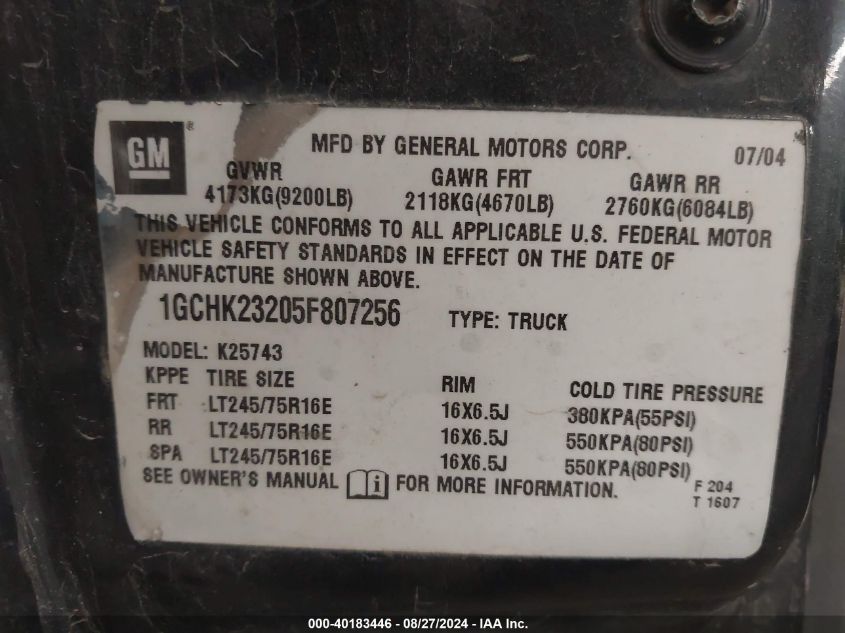 GM ®
MFD BY GENERAL MOTORS CORP. 07/04
GVWR GAWR FRT GAWR RR
4173KG(9200LB) 2118KG(4670LB) 2760KG(6084LB)
THIS VEHICLE CONFORMS TO ALL APPLICABLE U.S. FEDERAL MOTOR
VEHICLE SAFETY STANDARDS IN EFFECT ON THE DATE OF
MANUFACTURE SHOWN ABOVE.
1GCHK23205F807256 TYPE: TRUCK
MODEL: K25743
KPPE TIRE SIZE RIM COLD TIRE PRESSURE
FRT LT245/75R16E 16X6.5J 380KPA(55PSI)
RR LT245/75R16E 16X6.5J 550KPA(80PSI)
SPA LT245/75R16E 16X6.5J 550KPA(80PSI)
SEE OWNER'S MANUAL i FOR MORE INFORMATION.
F 204
T 1607
000-40183446 - 08/27/2024 - IAA Inc.